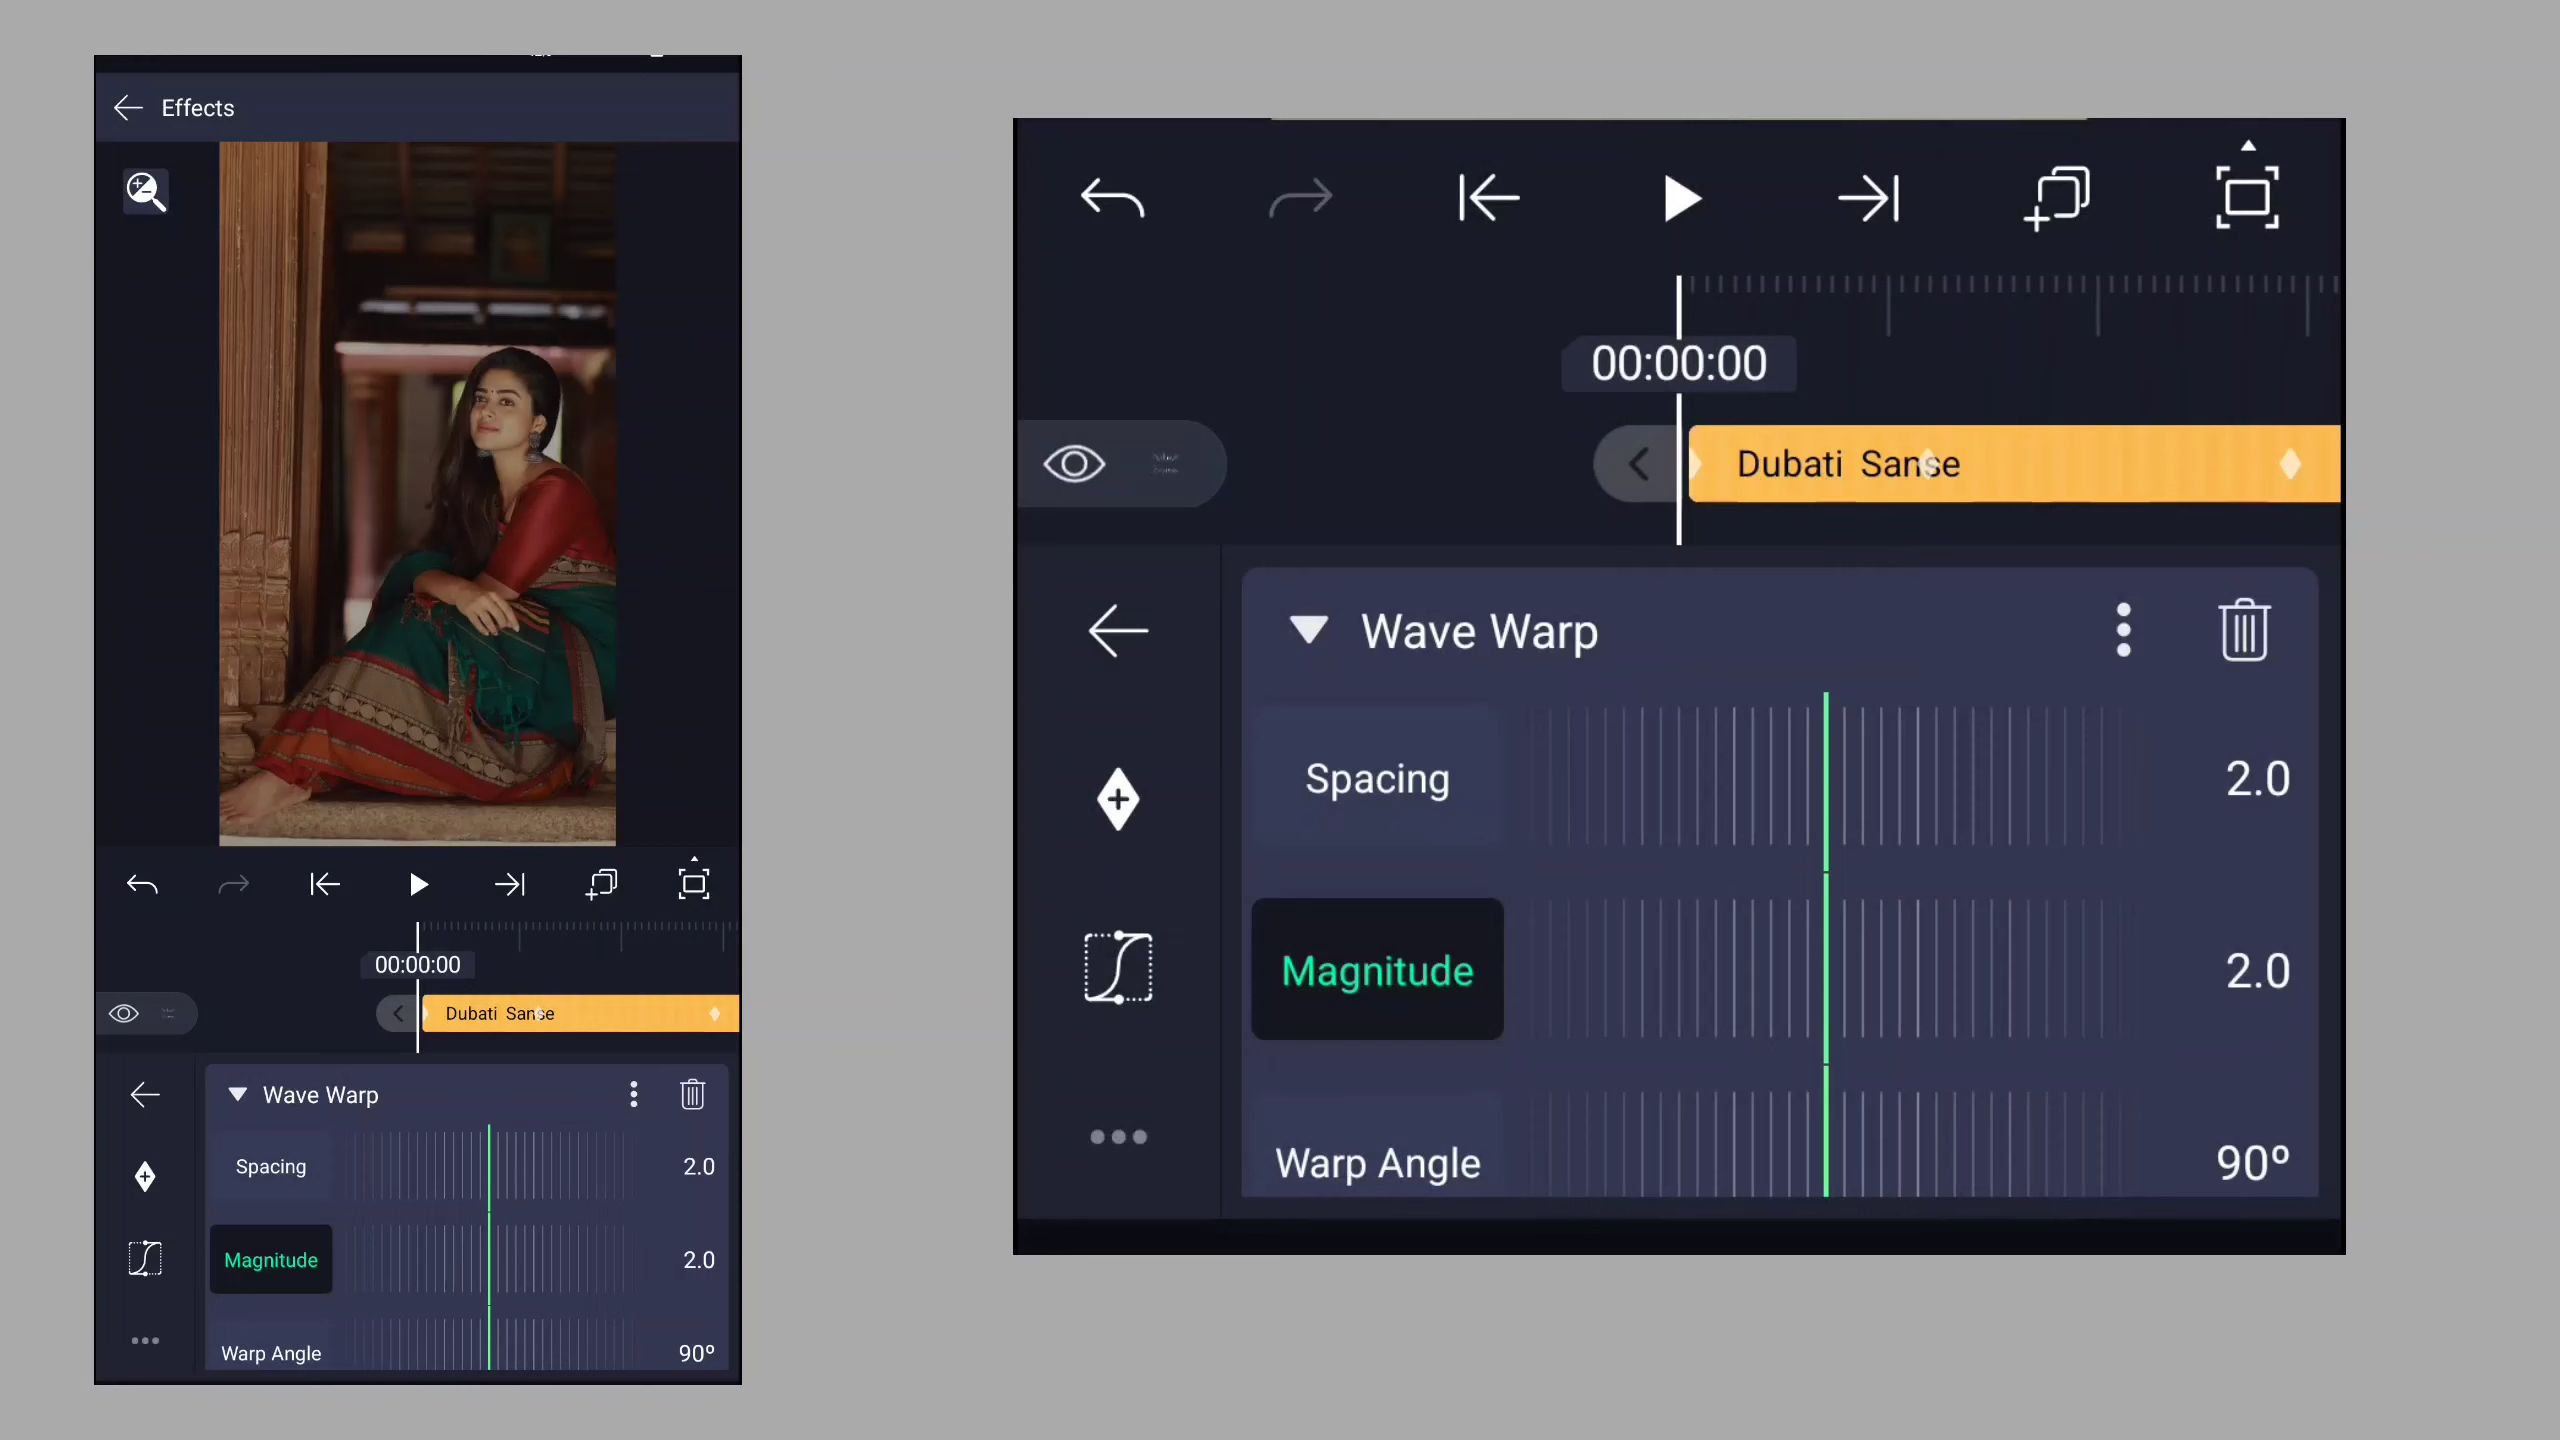 Effects
00:00:00
Dubati Sanse
Wave Warp
Spacing 2.0
Magnitude 2.0
Warp Angle 90º
00:00:00
Dubati Sanse
Wave Warp
Spacing 2.0
Magnitude 2.0
Warp Angle 90º